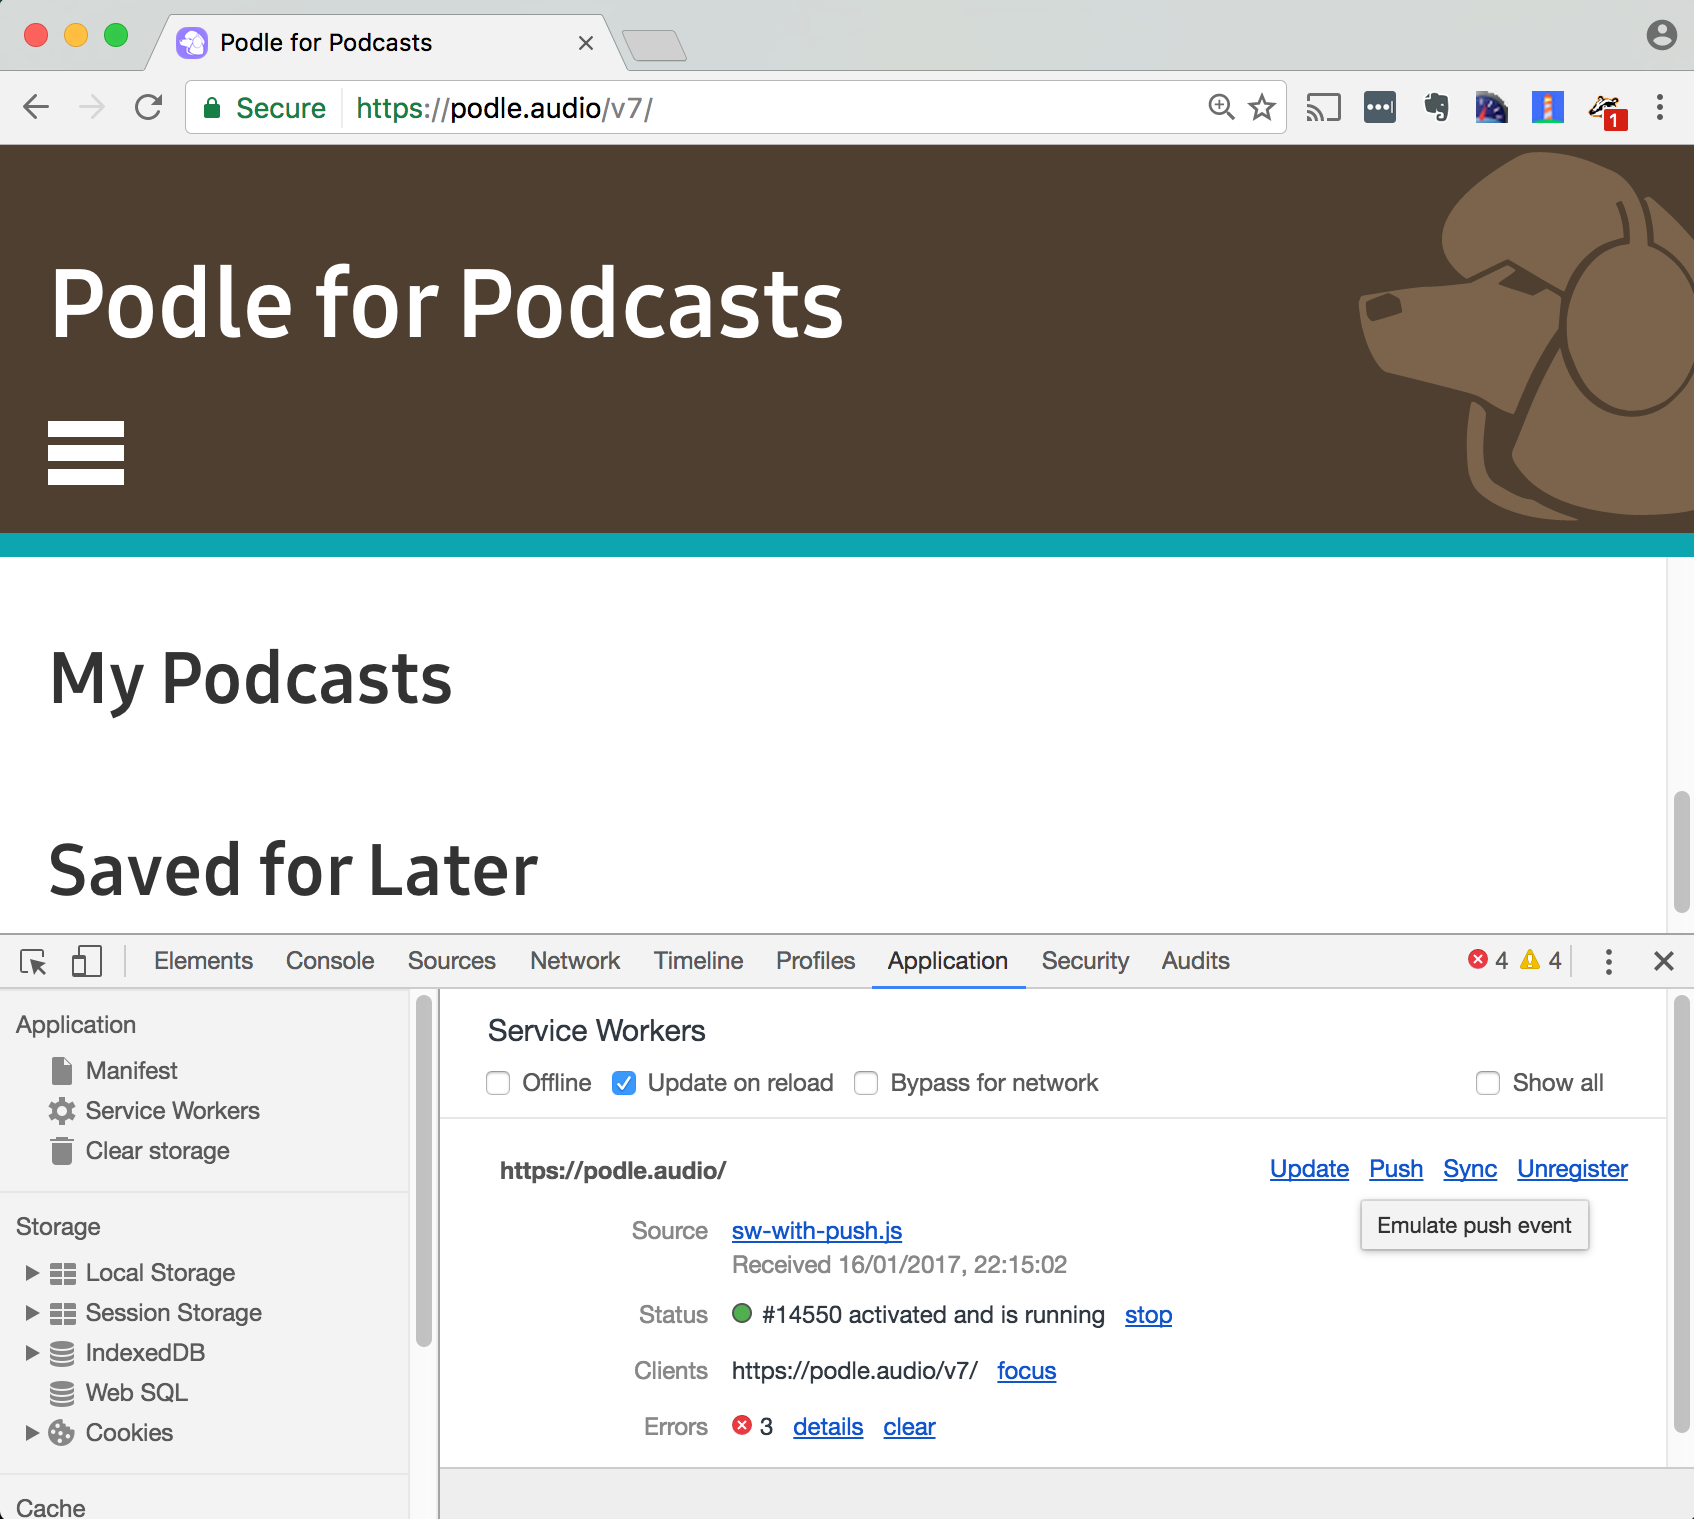 Podle for Podcasts
Secure https://podle.audio/v7/
1
Podle for Podcasts
My Podcasts
Saved for Later
Elements Console Sources Network Timeline Profiles Application Security Audits 4 4
Application
Manifest
Service Workers
Clear storage
Storage
Local Storage
Session Storage
IndexedDB
Web SQL
Cookies
Cache
Service Workers
Offline Update on reload Bypass for network Show all
https://podle.audio/ Update Push Sync Unregister
Emulate push event
Source sw-with-push.js
Received 16/01/2017, 22:15:02
Status #14550 activated and is running stop
Clients https://podle.audio/v7/ focus
Errors 3 details clear